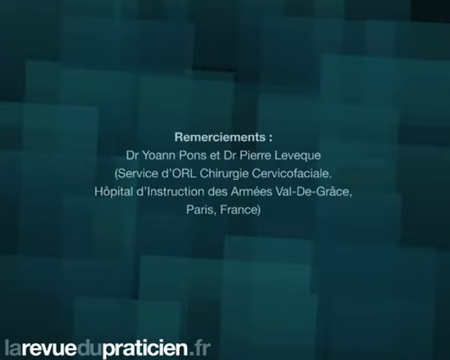 Remerciements :
Dr Yoann Pons et Dr Pierre Leveque
(Service d'ORL Chirurgie Cervicofaciale.
Hôpital d'Instruction des Armées Val-De-Grâce,
Paris, France)
larevuedupraticien.fr